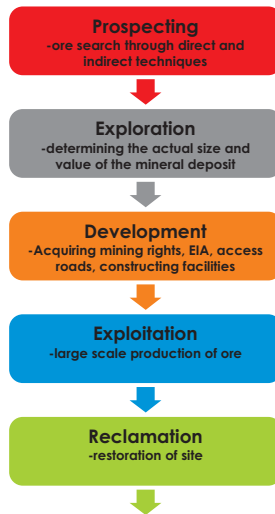 Prospecting
-ore search through direct and
indirect techniques
Exploration
-determining the actual size and
value of the mineral deposit
Development
-Acquiring mining rights, EIA, access
roads, constructing facilities
Exploitation
-large scale production of ore
Reclamation
-restoration of site